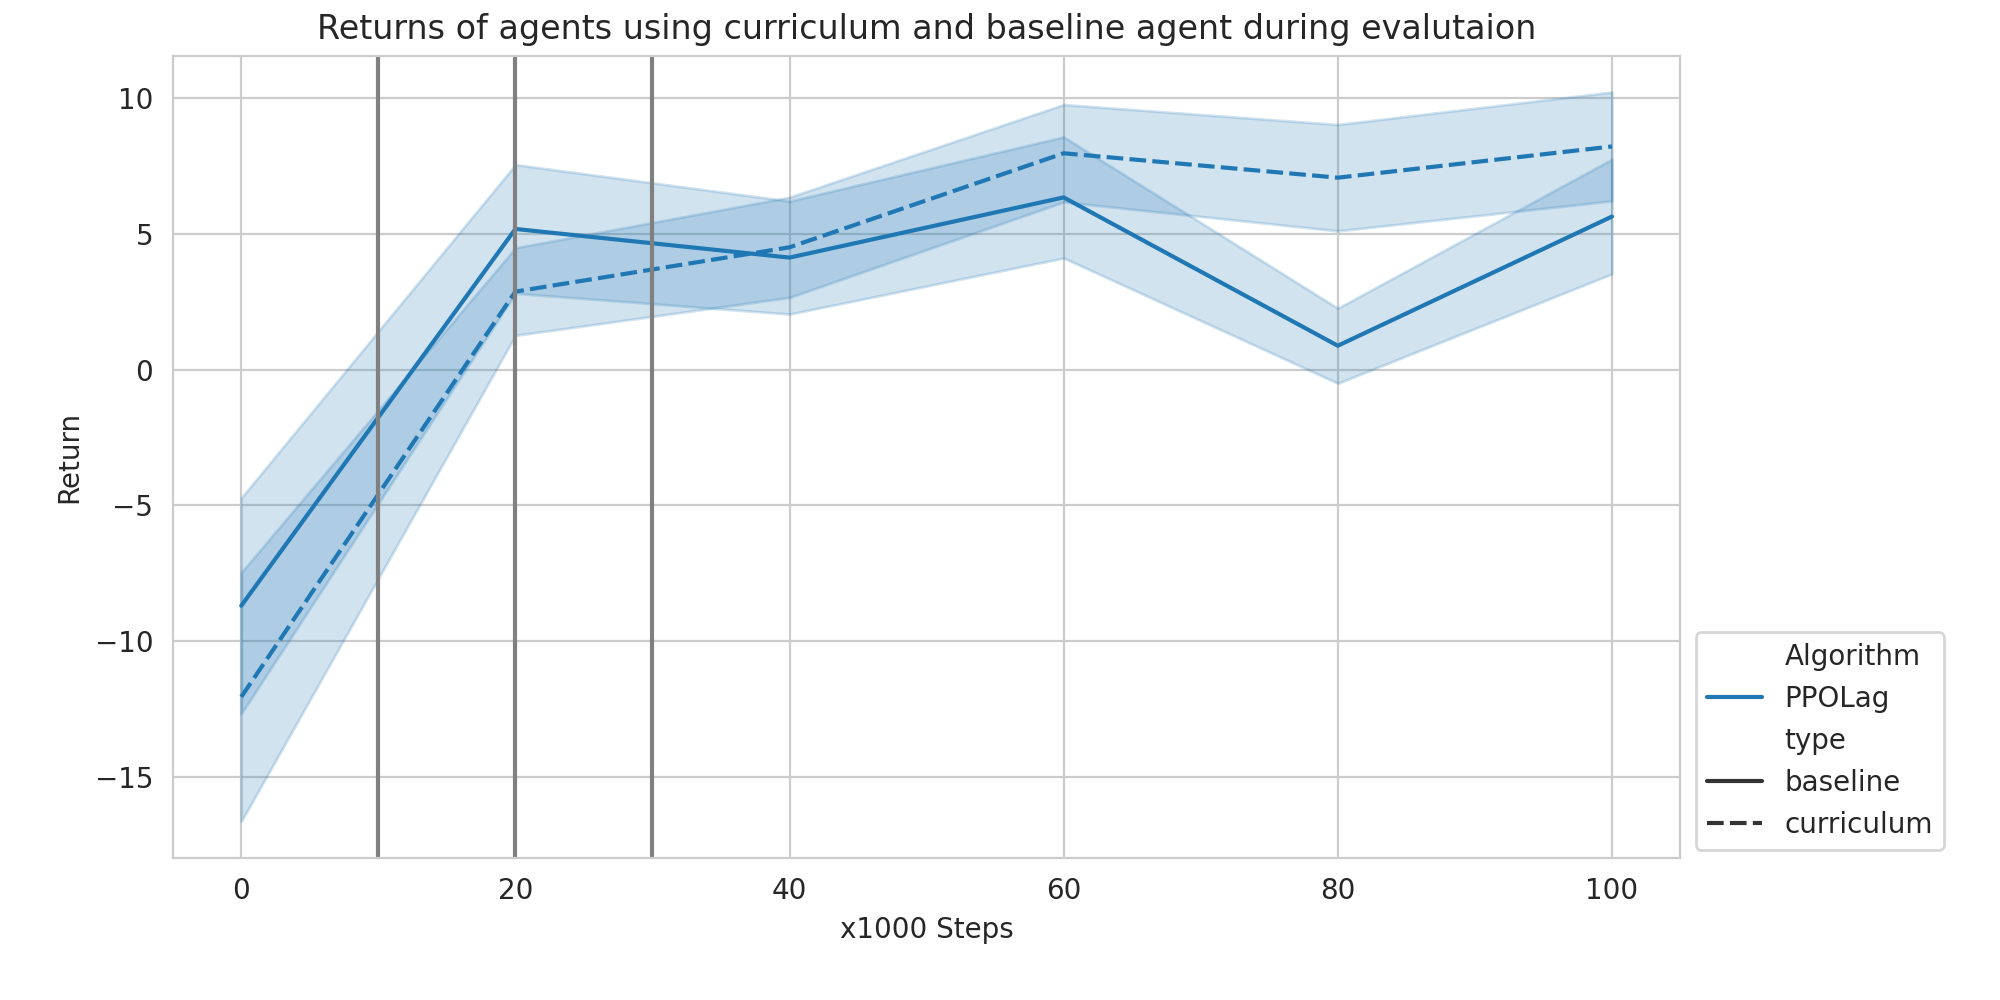 Returns of agents using curriculum and baseline agent during evalutaion
10
5
0
−5
−10
−15
Return
0 20 40 60 80 100
x1000 Steps
Algorithm
PPOLag
type
baseline
curriculum